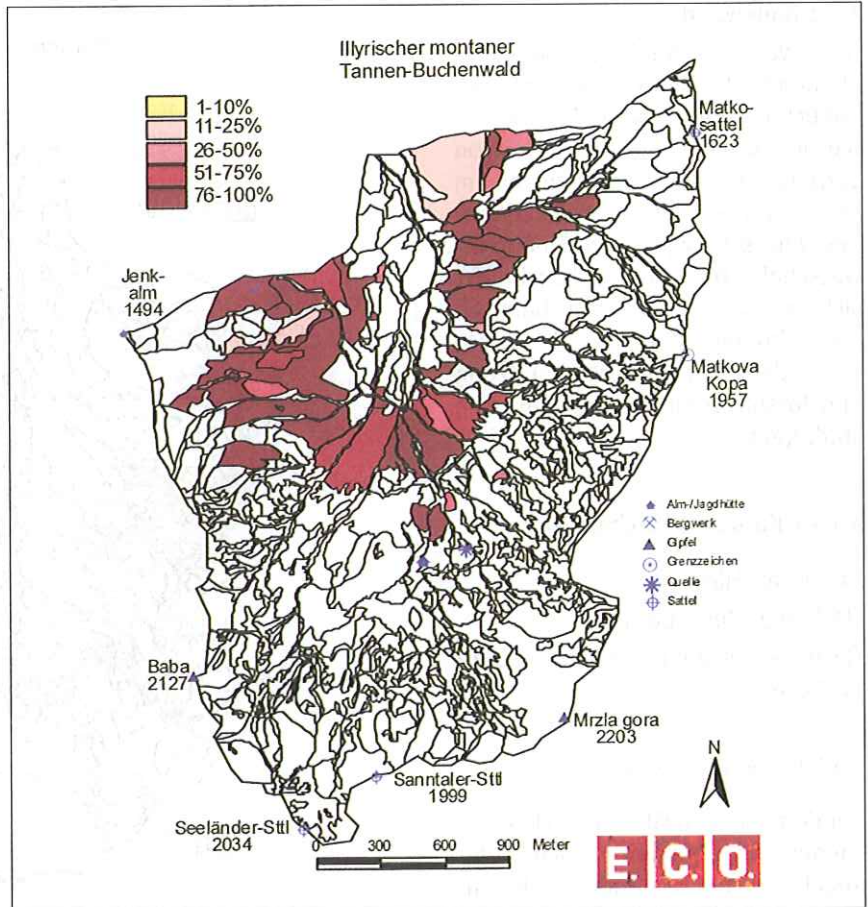 Illyrischer montaner
Tannen-Buchenwald
1-10%
11-25%
26-50%
51-75%
76-100%
Matko-
sattel
1623
Jenk-
alm
1494
Matkova
Kopa
1957
Alm-/Jagdhütte
Bergwerk
Gipfel
Grenzzeichen
Quelle
Sattel
Baba
2127
Mrzla gora
2203
Sanntaler-Sttl
1999
Seeländer-Sttl
2034
N
0 300 600 900 Meter
E. C. O.